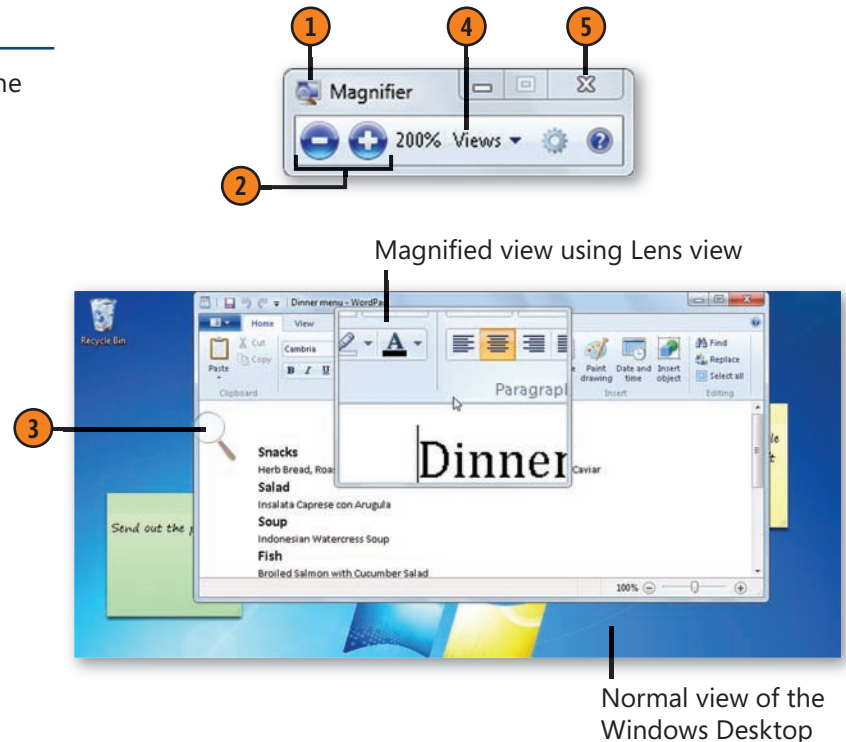 ne
1
4
5
Magnifier
200% Views
2
Magnified view using Lens view
Recycle Bin
Dinner menu - WordPa
Home View
Cut
Copy
Paste
Clipboard
Cambria
B I U
A
Paragrap
Paint drawing
Date and time
Insert object
Insert
Find
Replace
Select all
Editing
3
Dinner
Snacks
Herb Bread, Roa
Caviar
Salad
Insalata Caprese con Arugula
Soup
Indonesian Watercress Soup
Fish
Broiled Salmon with Cucumber Salad
Send out the p
le
t
100%
Normal view of the
Windows Desktop